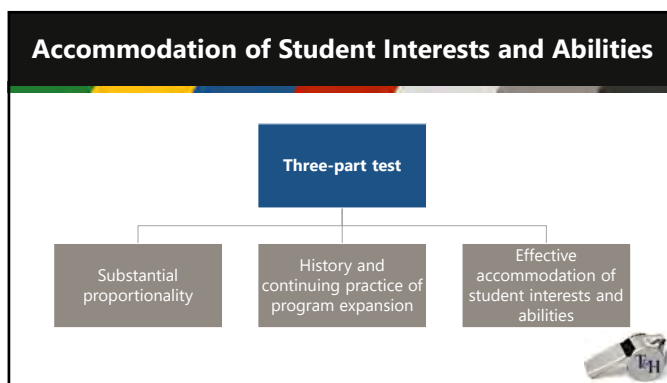 Accommodation of Student Interests and Abilities
Three-part test
Substantial
proportionality
History and
continuing practice of
program expansion
Effective
accommodation of
student interests and
abilities
T&H